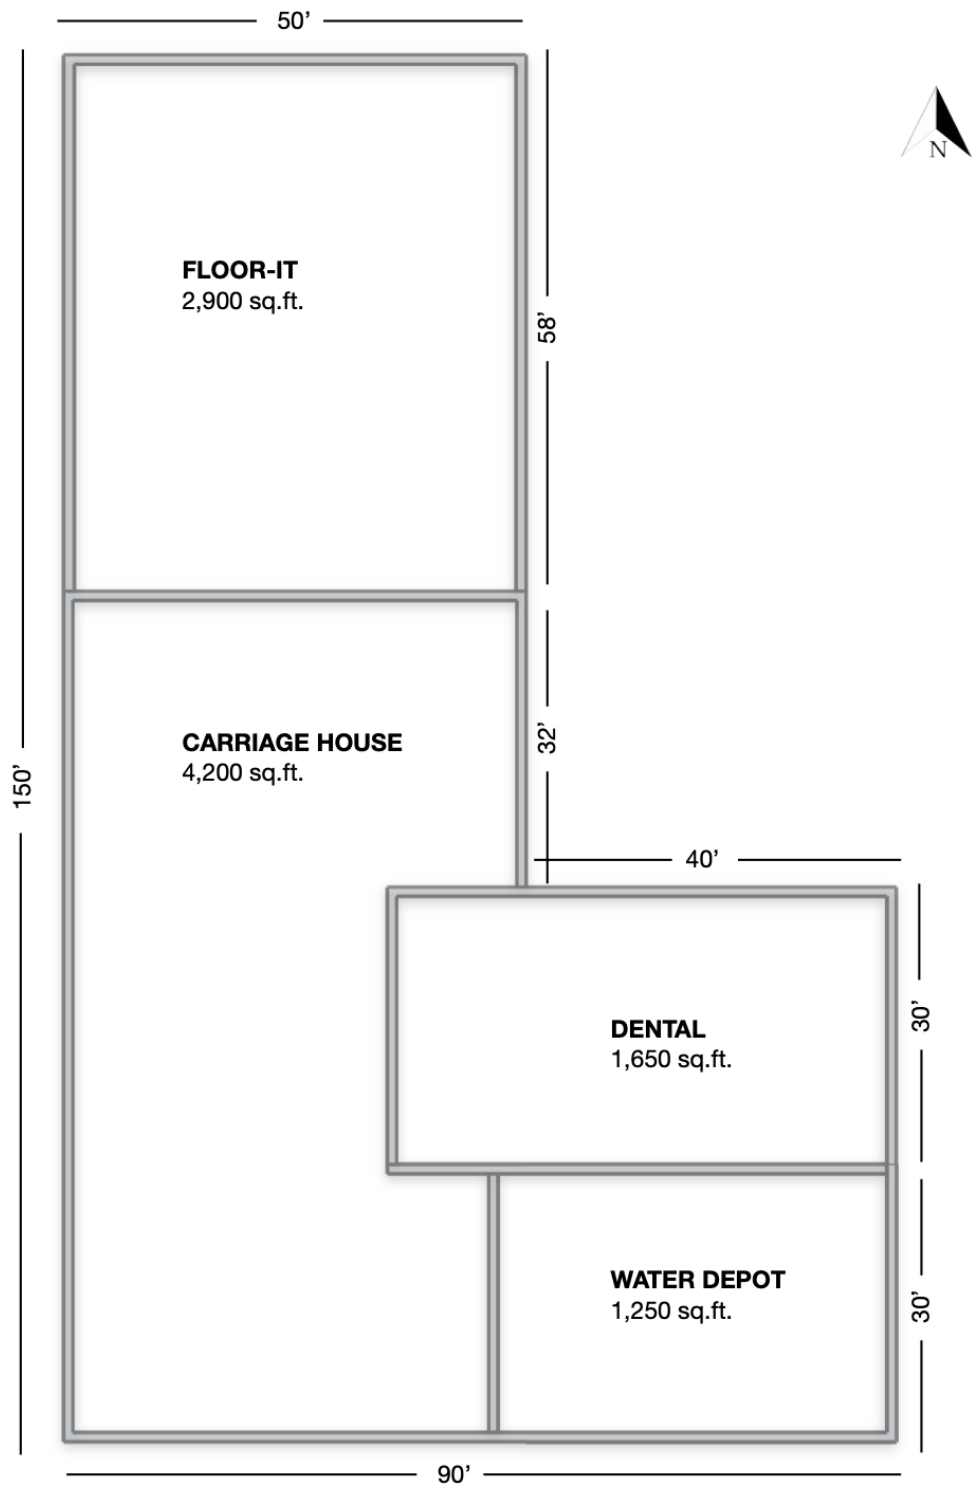 50’
N
FLOOR-IT
2,900 sq.ft.
58’
CARRIAGE HOUSE
4,200 sq.ft.
32’
150’
40’
DENTAL
1,650 sq.ft.
30’
WATER DEPOT
1,250 sq.ft.
30’
90’